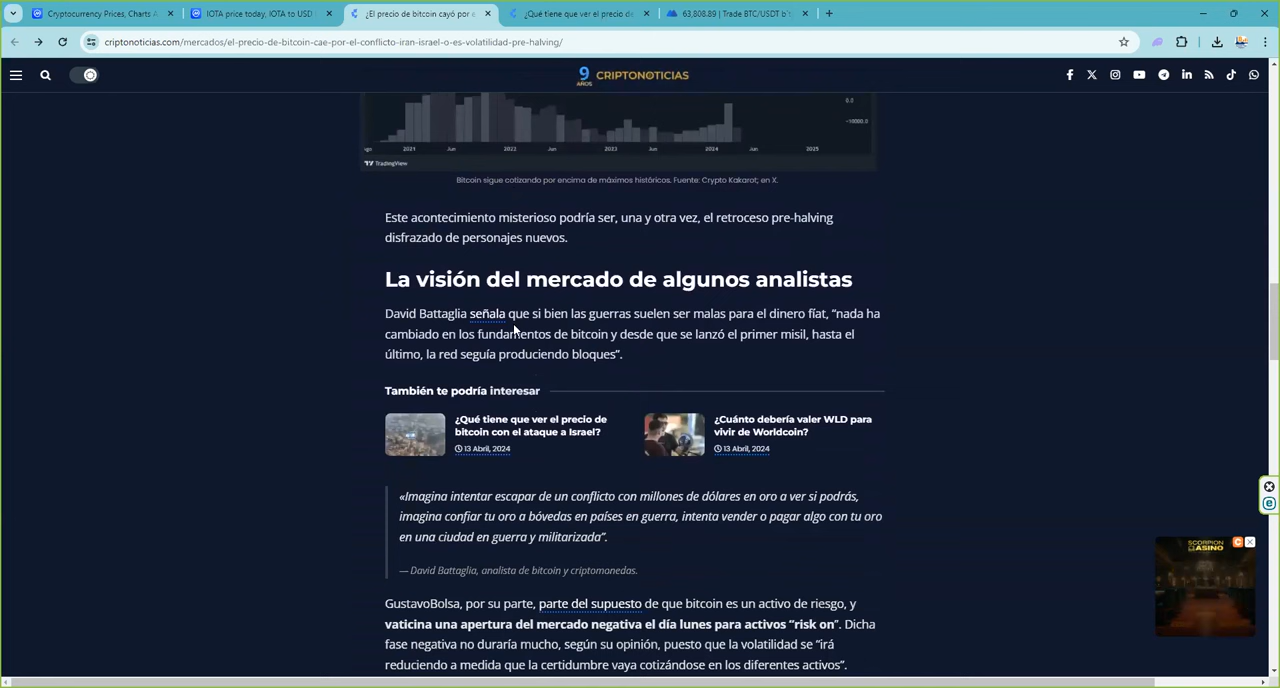 Cryptocurrency Prices, Charts A
IOTA price today, IOTA to USD
¿El precio de bitcoin cayó por e
¿Qué tiene que ver el precio de
63,808.89 | Trade BTC/USDT
criptonoticias.com/mercados/el-precio-de-bitcoin-cae-por-el-conflicto-iran-israel-o-es-volatilidad-pre-halving/
9 AÑOS CRIPTONOTICIAS
0.0
-10000.0
2021 Jun 2022 Jun 2023 Jun 2024 Jun 2025
TradingView
Bitcoin sigue cotizando por encima de máximos históricos. Fuente: Crypto Kakarot; en X.
Este acontecimiento misterioso podría ser, una y otra vez, el retroceso pre-halving
disfrazado de personajes nuevos.
La visión del mercado de algunos analistas
David Battaglia señala que si bien las guerras suelen ser malas para el dinero fíat, “nada ha
cambiado en los fundamentos de bitcoin y desde que se lanzó el primer misil, hasta el
último, la red seguía produciendo bloques”.
También te podría interesar
¿Qué tiene que ver el precio de
bitcoin con el ataque a Israel?
13 Abril, 2024
¿Cuánto debería valer WLD para
vivir de Worldcoin?
13 Abril, 2024
«Imagina intentar escapar de un conflicto con millones de dólares en oro a ver si podrás,
imagina confiar tu oro a bóvedas en países en guerra, intenta vender o pagar algo con tu oro
en una ciudad en guerra y militarizada”.
— David Battaglia, analista de bitcoin y criptomonedas.
SCORPION
CASINO
GustavoBolsa, por su parte, parte del supuesto de que bitcoin es un activo de riesgo, y
vaticina una apertura del mercado negativa el día lunes para activos “risk on”. Dicha
fase negativa no duraría mucho, según su opinión, puesto que la volatilidad se “irá
reduciendo a medida que la certidumbre vaya cotizándose en los diferentes activos”.